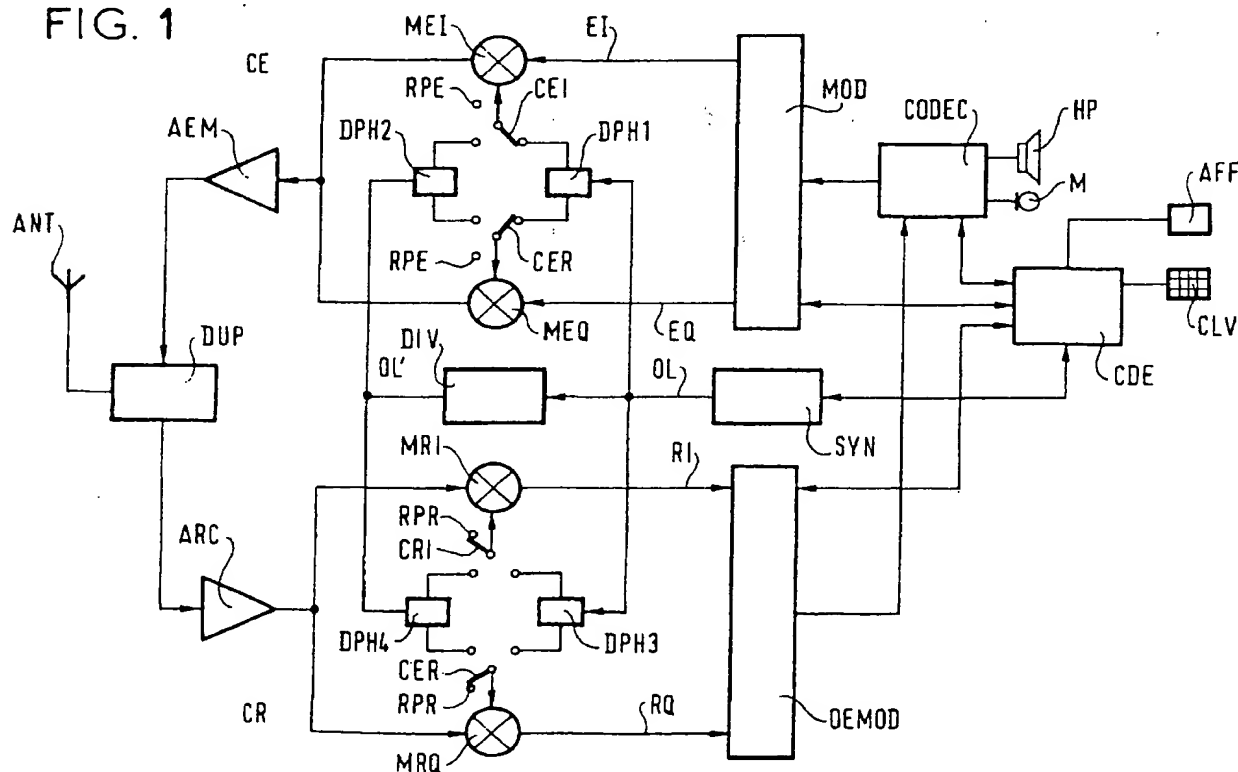 FIG. 1
CE
MEI
EI
MOD
CODEC
HP
RPE
CEI
DPH2
DPH1
AEM
M
AFF
ANT
RPE
CER
MEQ
EQ
CLV
CDE
DUP
OL'
DIV
OL
SYN
MRI
RI
ARC
RPR
CRI
DPH4
DPH3
CER
RPR
CR
MRQ
RQ
DEMOD